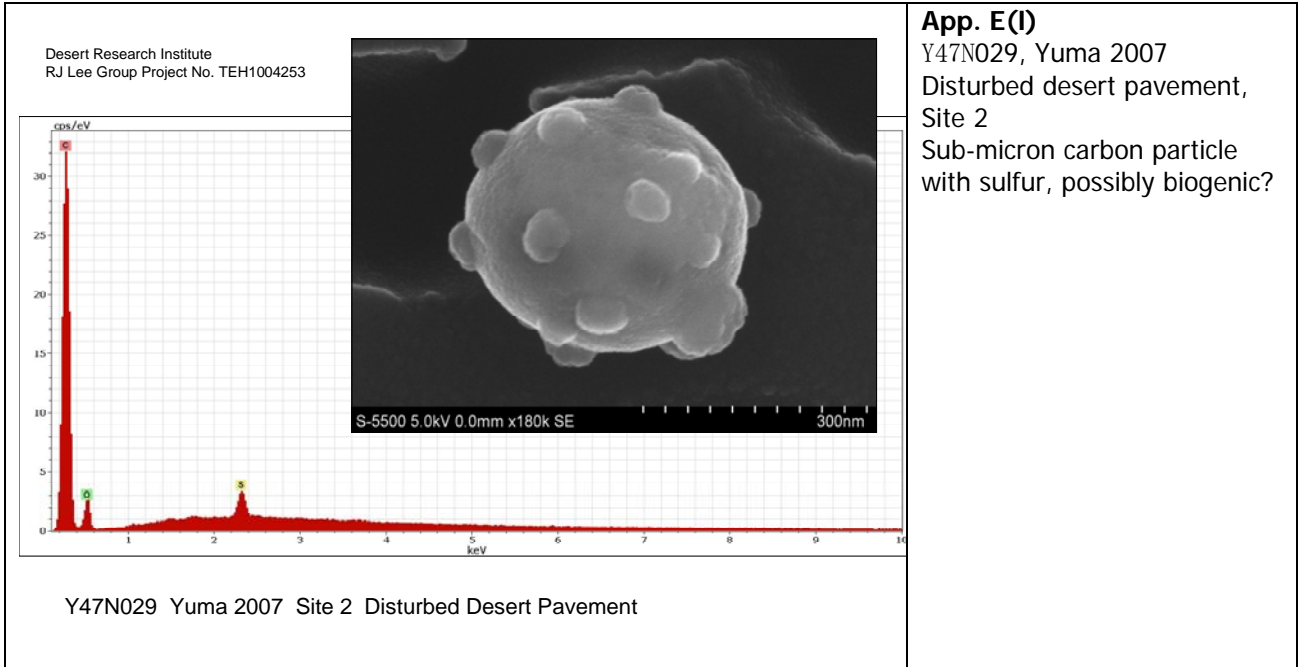 Desert Research Institute
RJ Lee Group Project No. TEH1004253
cps/eV
C
30
25
20
15
10
5
0
O
S
1 2 3 4 5 6 7 8 9 10
keV
S-5500 5.0kV 0.0mm x180k SE 300nm
Y47N029 Yuma 2007 Site 2 Disturbed Desert Pavement
App. E(l)
Y47N029, Yuma 2007
Disturbed desert pavement,
Site 2
Sub-micron carbon particle
with sulfur, possibly biogenic?